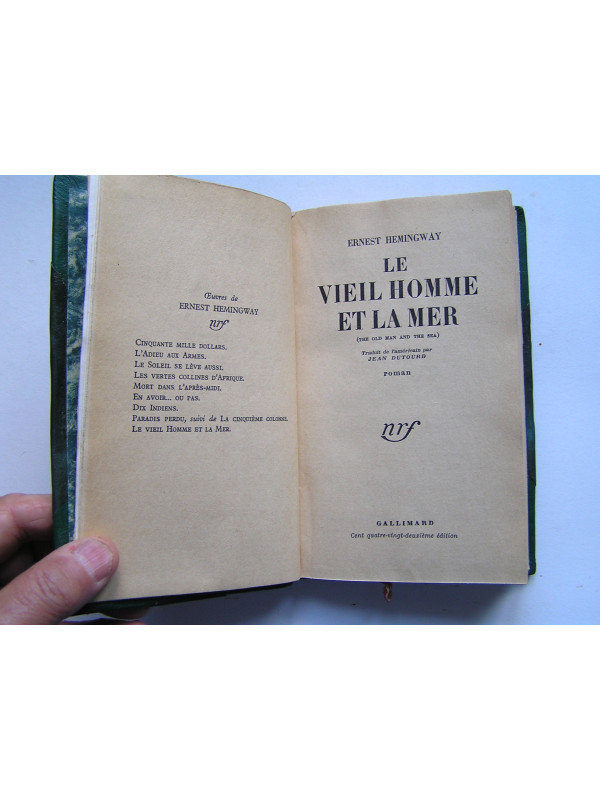 Œuvres de
ERNEST HEMINGWAY
nrf
CINQUANTE MILLE DOLLARS.
L'ADIEU AUX ARMES.
LE SOLEIL SE LÈVE AUSSI.
LES VERTES COLLINES D'AFRIQUE.
MORT DANS L'APRÈS-MIDI.
EN AVOIR... OU PAS.
DIX INDIENS.
PARADIS PERDU, suivi de LA CINQUIÈME COLONNE.
LE VIEIL HOMME ET LA MER.
ERNEST HEMINGWAY
LE
VIEIL HOMME
ET LA MER
(THE OLD MAN AND THE SEA)
Traduit de l'américain par
JEAN DUTOURD
roman
nrf
GALLIMARD
Cent quatre-vingt-deuxième édition